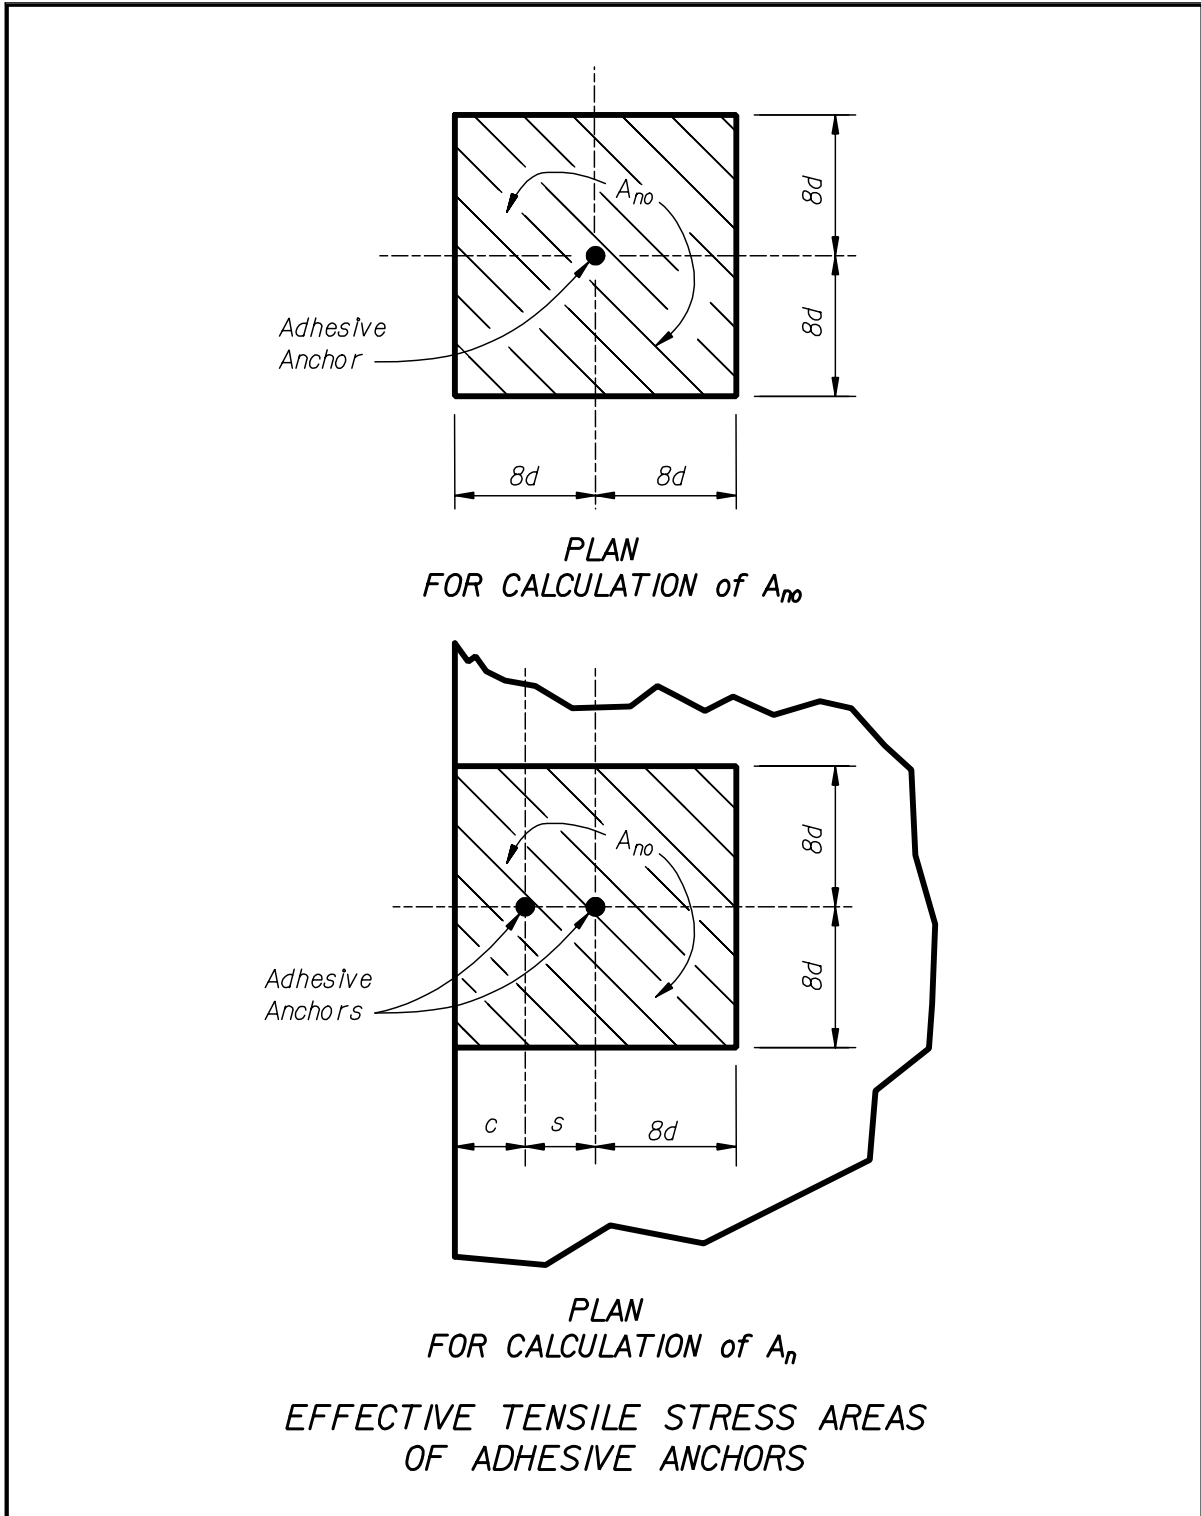 A_no
8d
8d
Adhesive
Anchor
8d 8d
PLAN
FOR CALCULATION of A_no
A_no
8d
8d
Adhesive
Anchors
c s 8d
PLAN
FOR CALCULATION of A_n
EFFECTIVE TENSILE STRESS AREAS
OF ADHESIVE ANCHORS